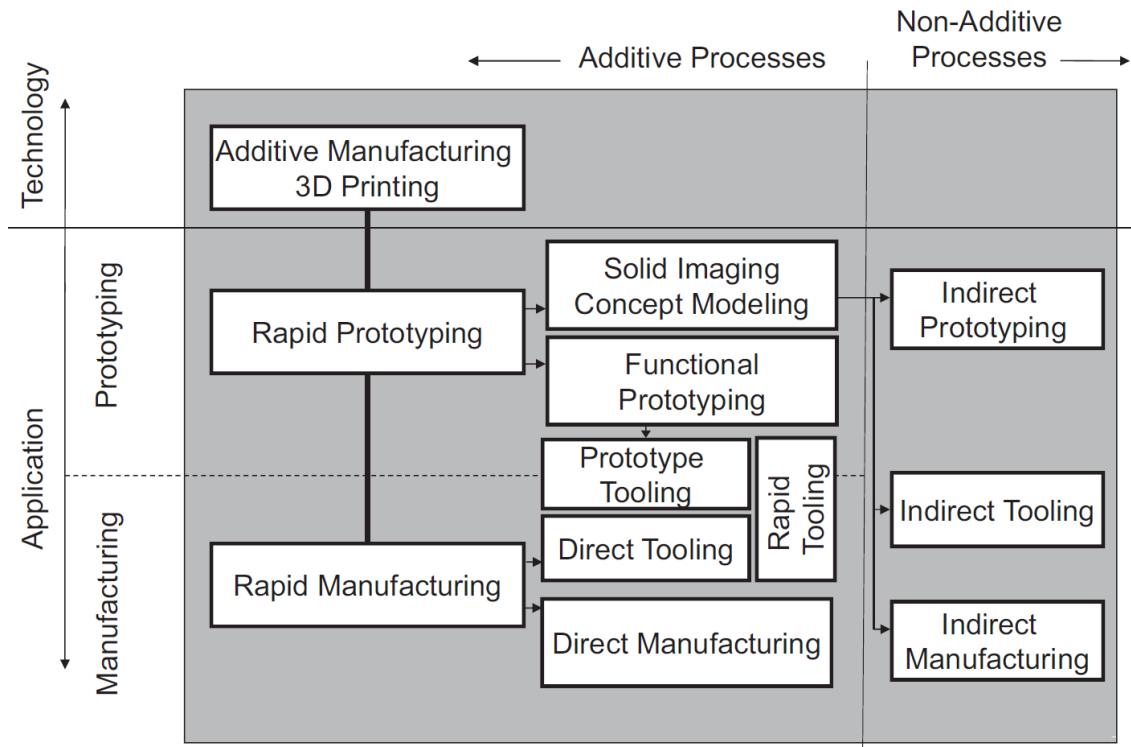 Non-Additive
Processes
Additive Processes
Technology
Additive Manufacturing
3D Printing
Application
Prototyping
Rapid Prototyping
Solid Imaging
Concept Modeling
Indirect
Prototyping
Functional
Prototyping
Prototype
Tooling
Rapid
Tooling
Indirect Tooling
Manufacturing
Rapid Manufacturing
Direct Tooling
Direct Manufacturing
Indirect
Manufacturing